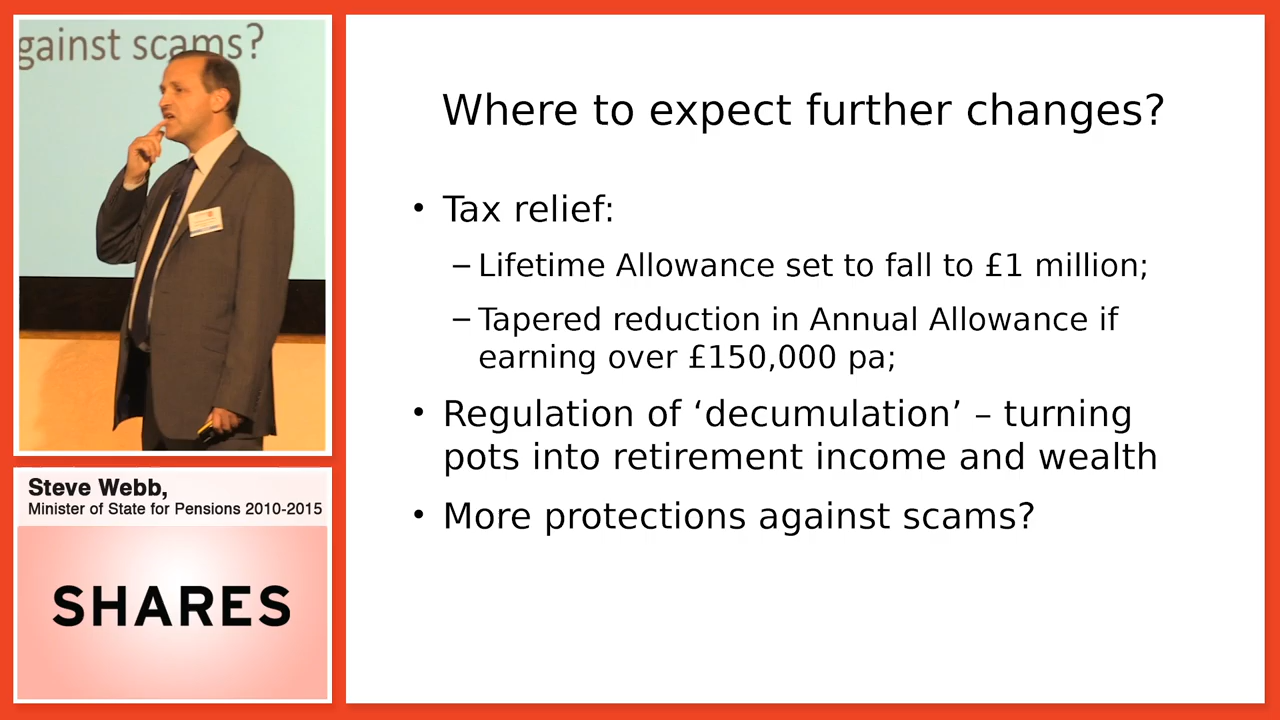 gainst scams?
Steve Webb,
Minister of State for Pensions 2010-2015
SHARES
Where to expect further changes?
• Tax relief:
– Lifetime Allowance set to fall to £1 million;
– Tapered reduction in Annual Allowance if
earning over £150,000 pa;
• Regulation of ‘decumulation’ – turning
pots into retirement income and wealth
• More protections against scams?